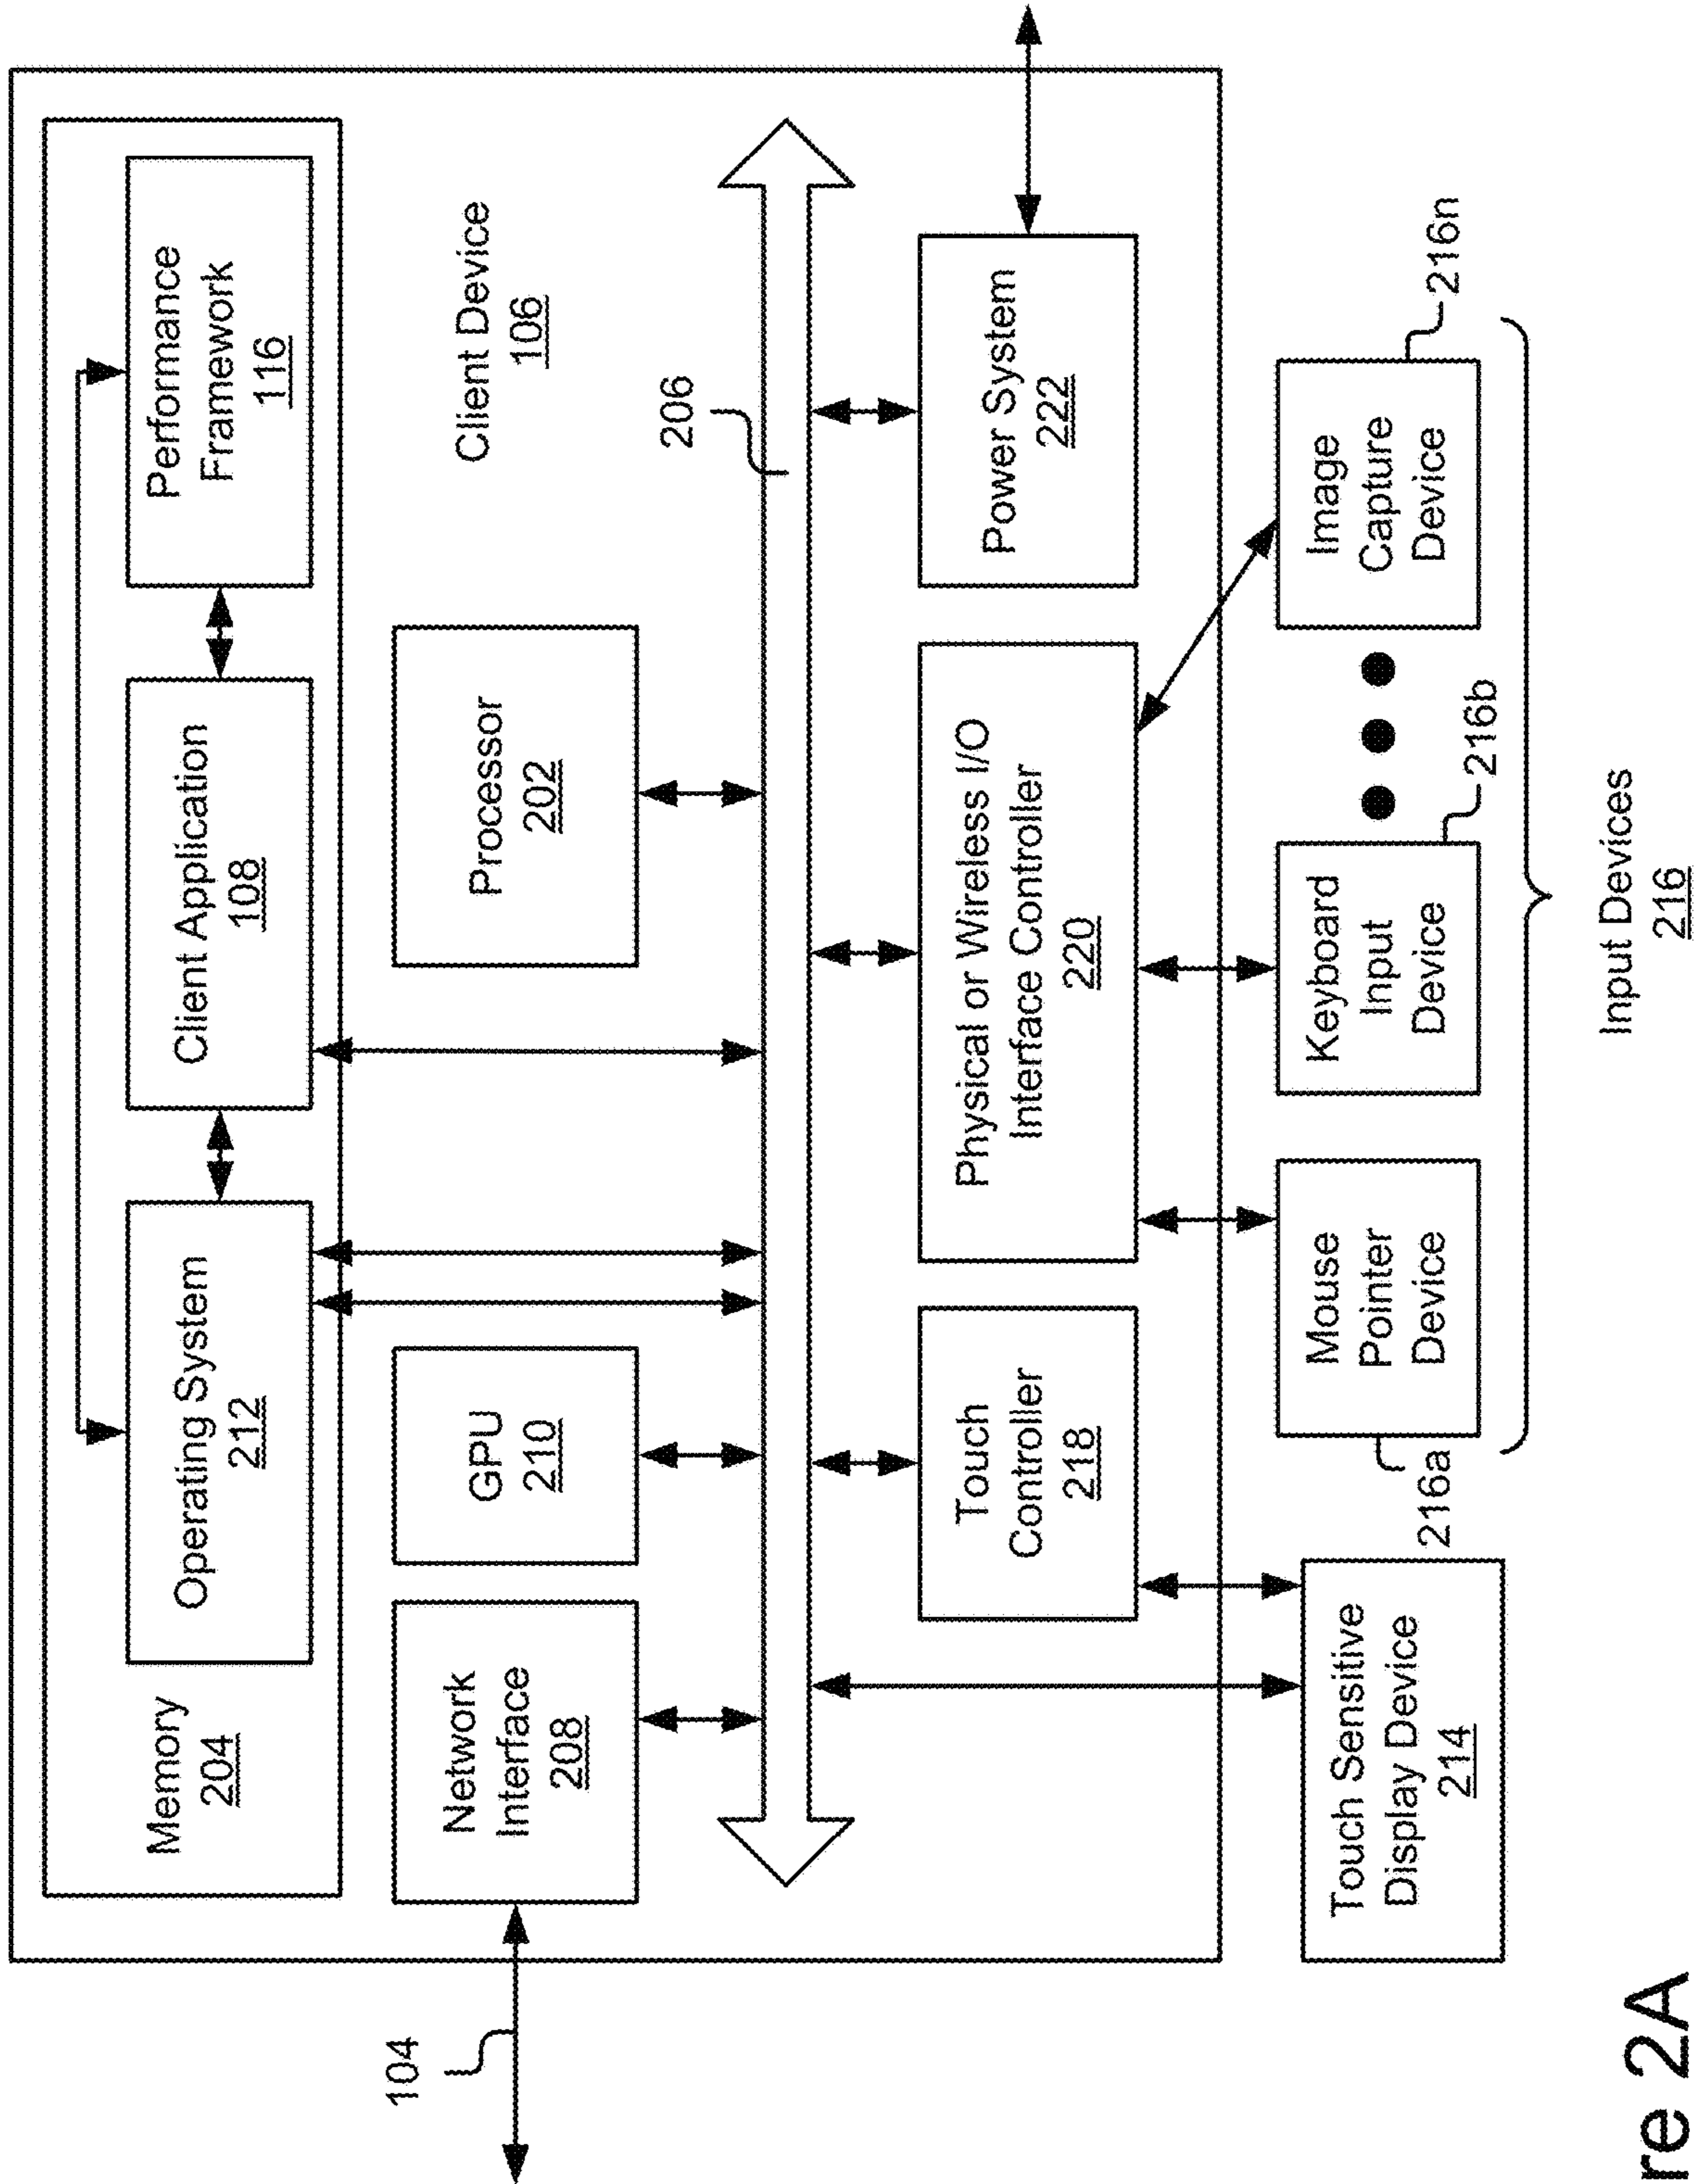 Memory
204
Operating System
212
Client Application
108
Performance
Framework
116
Network
Interface
208
GPU
210
Processor
202
Client Device
106
104
206
Touch
Controller
218
Physical or Wireless I/O
Interface Controller
220
Power System
222
Touch Sensitive
Display Device
214
216a
Mouse
Pointer
Device
Keyboard
Input
Device
216b
Image
Capture
Device
216n
Input Devices
216
re 2A